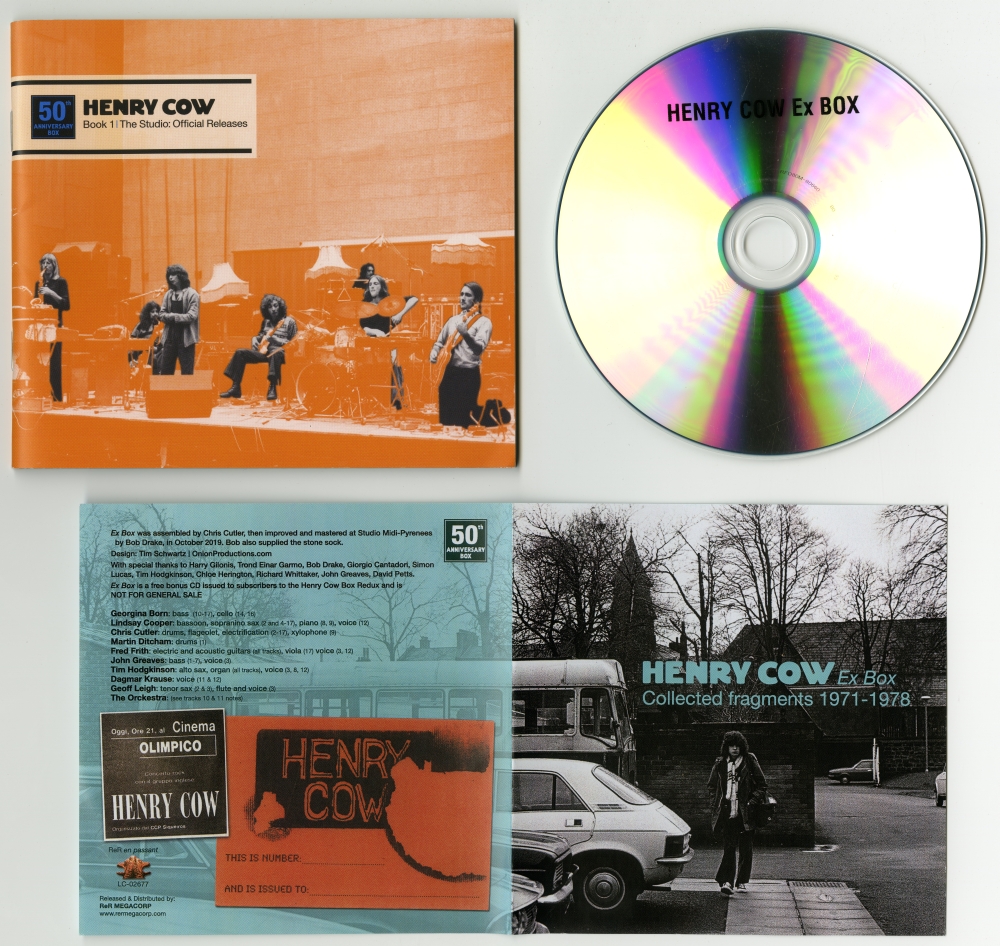 50th
ANNIVERSARY
BOX
HENRY COW
Book 1 | The Studio: Official Releases
HENRY COW Ex BOX
Ex Box was assembled by Chris Cutler, then improved and mastered at Studio Midi-Pyrenees
by Bob Drake, in October 2019. Bob also supplied the stone sock.
Design: Tim Schwartz | OnionProductions.com
With special thanks to Harry Gilonis, Trond Einar Garmo, Bob Drake, Giorgio Cantadori, Simon
Lucas, Tim Hodgkinson, Chloe Herington, Richard Whittaker, John Greaves, David Petts.
Ex Box is a free bonus CD issued to subscribers to the Henry Cow Box Redux and is
NOT FOR GENERAL SALE
50th
ANNIVERSARY
BOX
Georgina Born: bass (10-17), cello (14, 16)
Lindsay Cooper: bassoon, sopranino sax (2 and 4-17), piano (8, 9), voice (12)
Chris Cutler: drums, flageolet, electrification (2-17), xylophone (9)
Martin Ditcham: drums (1)
Fred Frith: electric and acoustic guitars (all tracks), viola (17) voice (3, 12)
John Greaves: bass (1-7), voice (3)
Tim Hodgkinson: alto sax, organ (all tracks), voice (3, 8, 12)
Dagmar Krause: voice (11 & 12)
Geoff Leigh: tenor sax (2 & 3), flute and voice (3)
The Orckestra: (see tracks 10 & 11 notes)
Oggi, Ore 21, al Cinema
OLIMPICO
Concerto rock
con il gruppo inglese
HENRY COW
Organizzato dal CCP
HENRY
COW
THIS IS NUMBER:
AND IS ISSUED TO:
ReR en passant
LC-02677
Released & Distributed by:
ReR MEGACORP
www.rermegacorp.com
HENRY COW Ex Box
Collected fragments 1971-1978